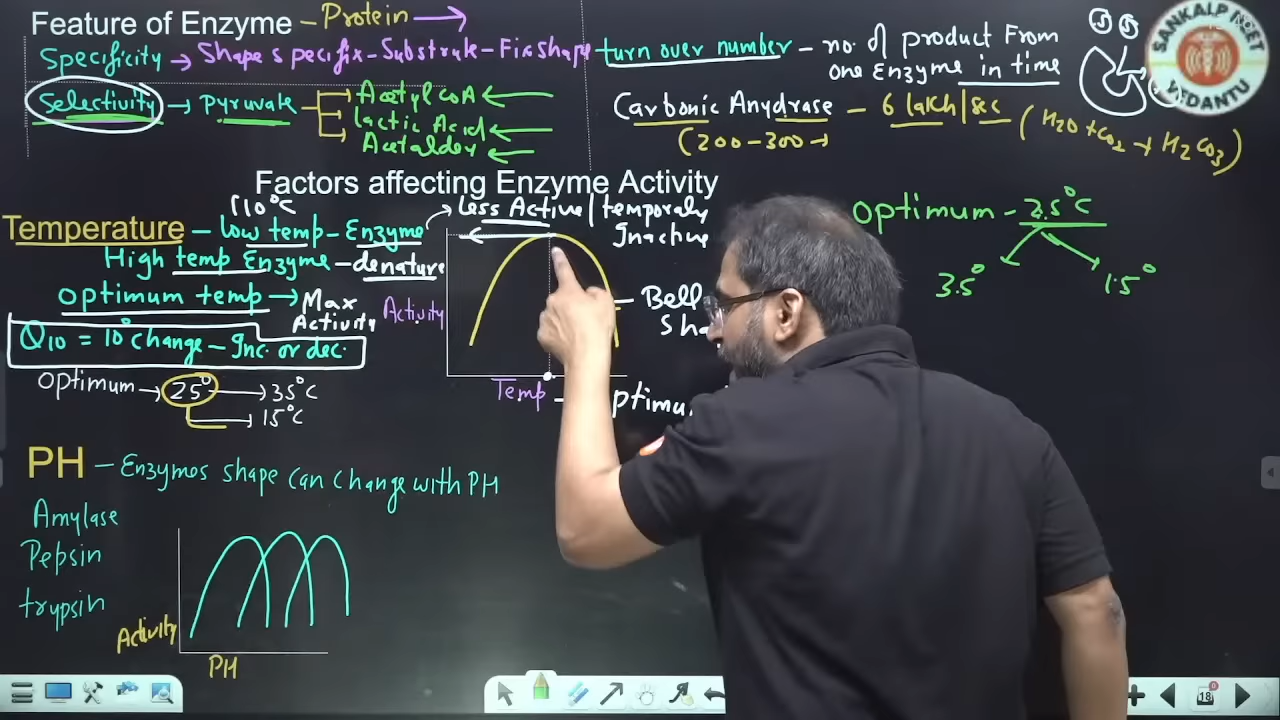 Feature of Enzyme - Protein →
Specificity → Shape specifix - Substrate - Fix shape
Selectivity → Pyruvate
Acetyl CoA ←
lactic Acid ←
Acetaldey ←
turn over number - no. of product From
one Enzyme in time
Carbonic Anydrase - 6 lakh/sec
(200-300 →
(H2O + CO2 → H2CO3)
SANKALP NEET
VEDANTU
Factors affecting Enzyme Activity
Temperature - low temp - Enzyme
↑10°C
less Active / temporaly
Inactive
High temp Enzyme - denature
optimum temp → Max
Activity
Q10 = 10° change - Inc. or dec.
optimum → 25° → 35°C
→ 15°C
Activity
Temp
Bell
optimum - 25°C
35°
15°
PH - Enzymes shape can change with PH
Amylase
Pepsin
trypsin
Activity
PH
18